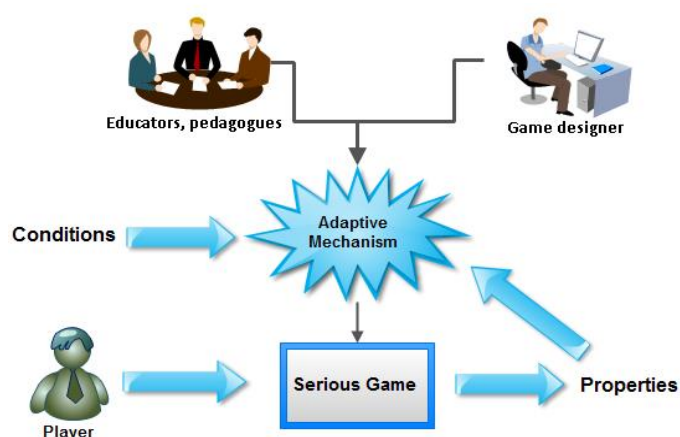 Educators, pedagogues
Game designer
Adaptive
Mechanism
Conditions
Serious Game
Properties
Player